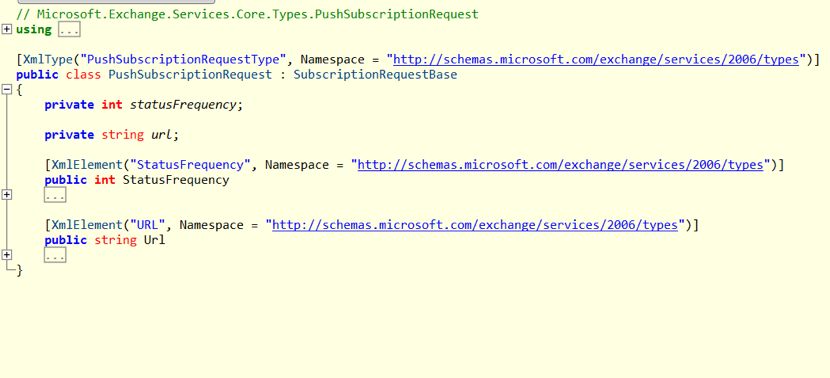 // Microsoft.Exchange.Services.Core.Types.PushSubscriptionRequest
using ...
[XmlType("PushSubscriptionRequestType", Namespace = "http://schemas.microsoft.com/exchange/services/2006/types")]
public class PushSubscriptionRequest : SubscriptionRequestBase
{
private int statusFrequency;
private string url;
[XmlElement("StatusFrequency", Namespace = "http://schemas.microsoft.com/exchange/services/2006/types")]
public int StatusFrequency
...
[XmlElement("URL", Namespace = "http://schemas.microsoft.com/exchange/services/2006/types")]
public string Url
...
}